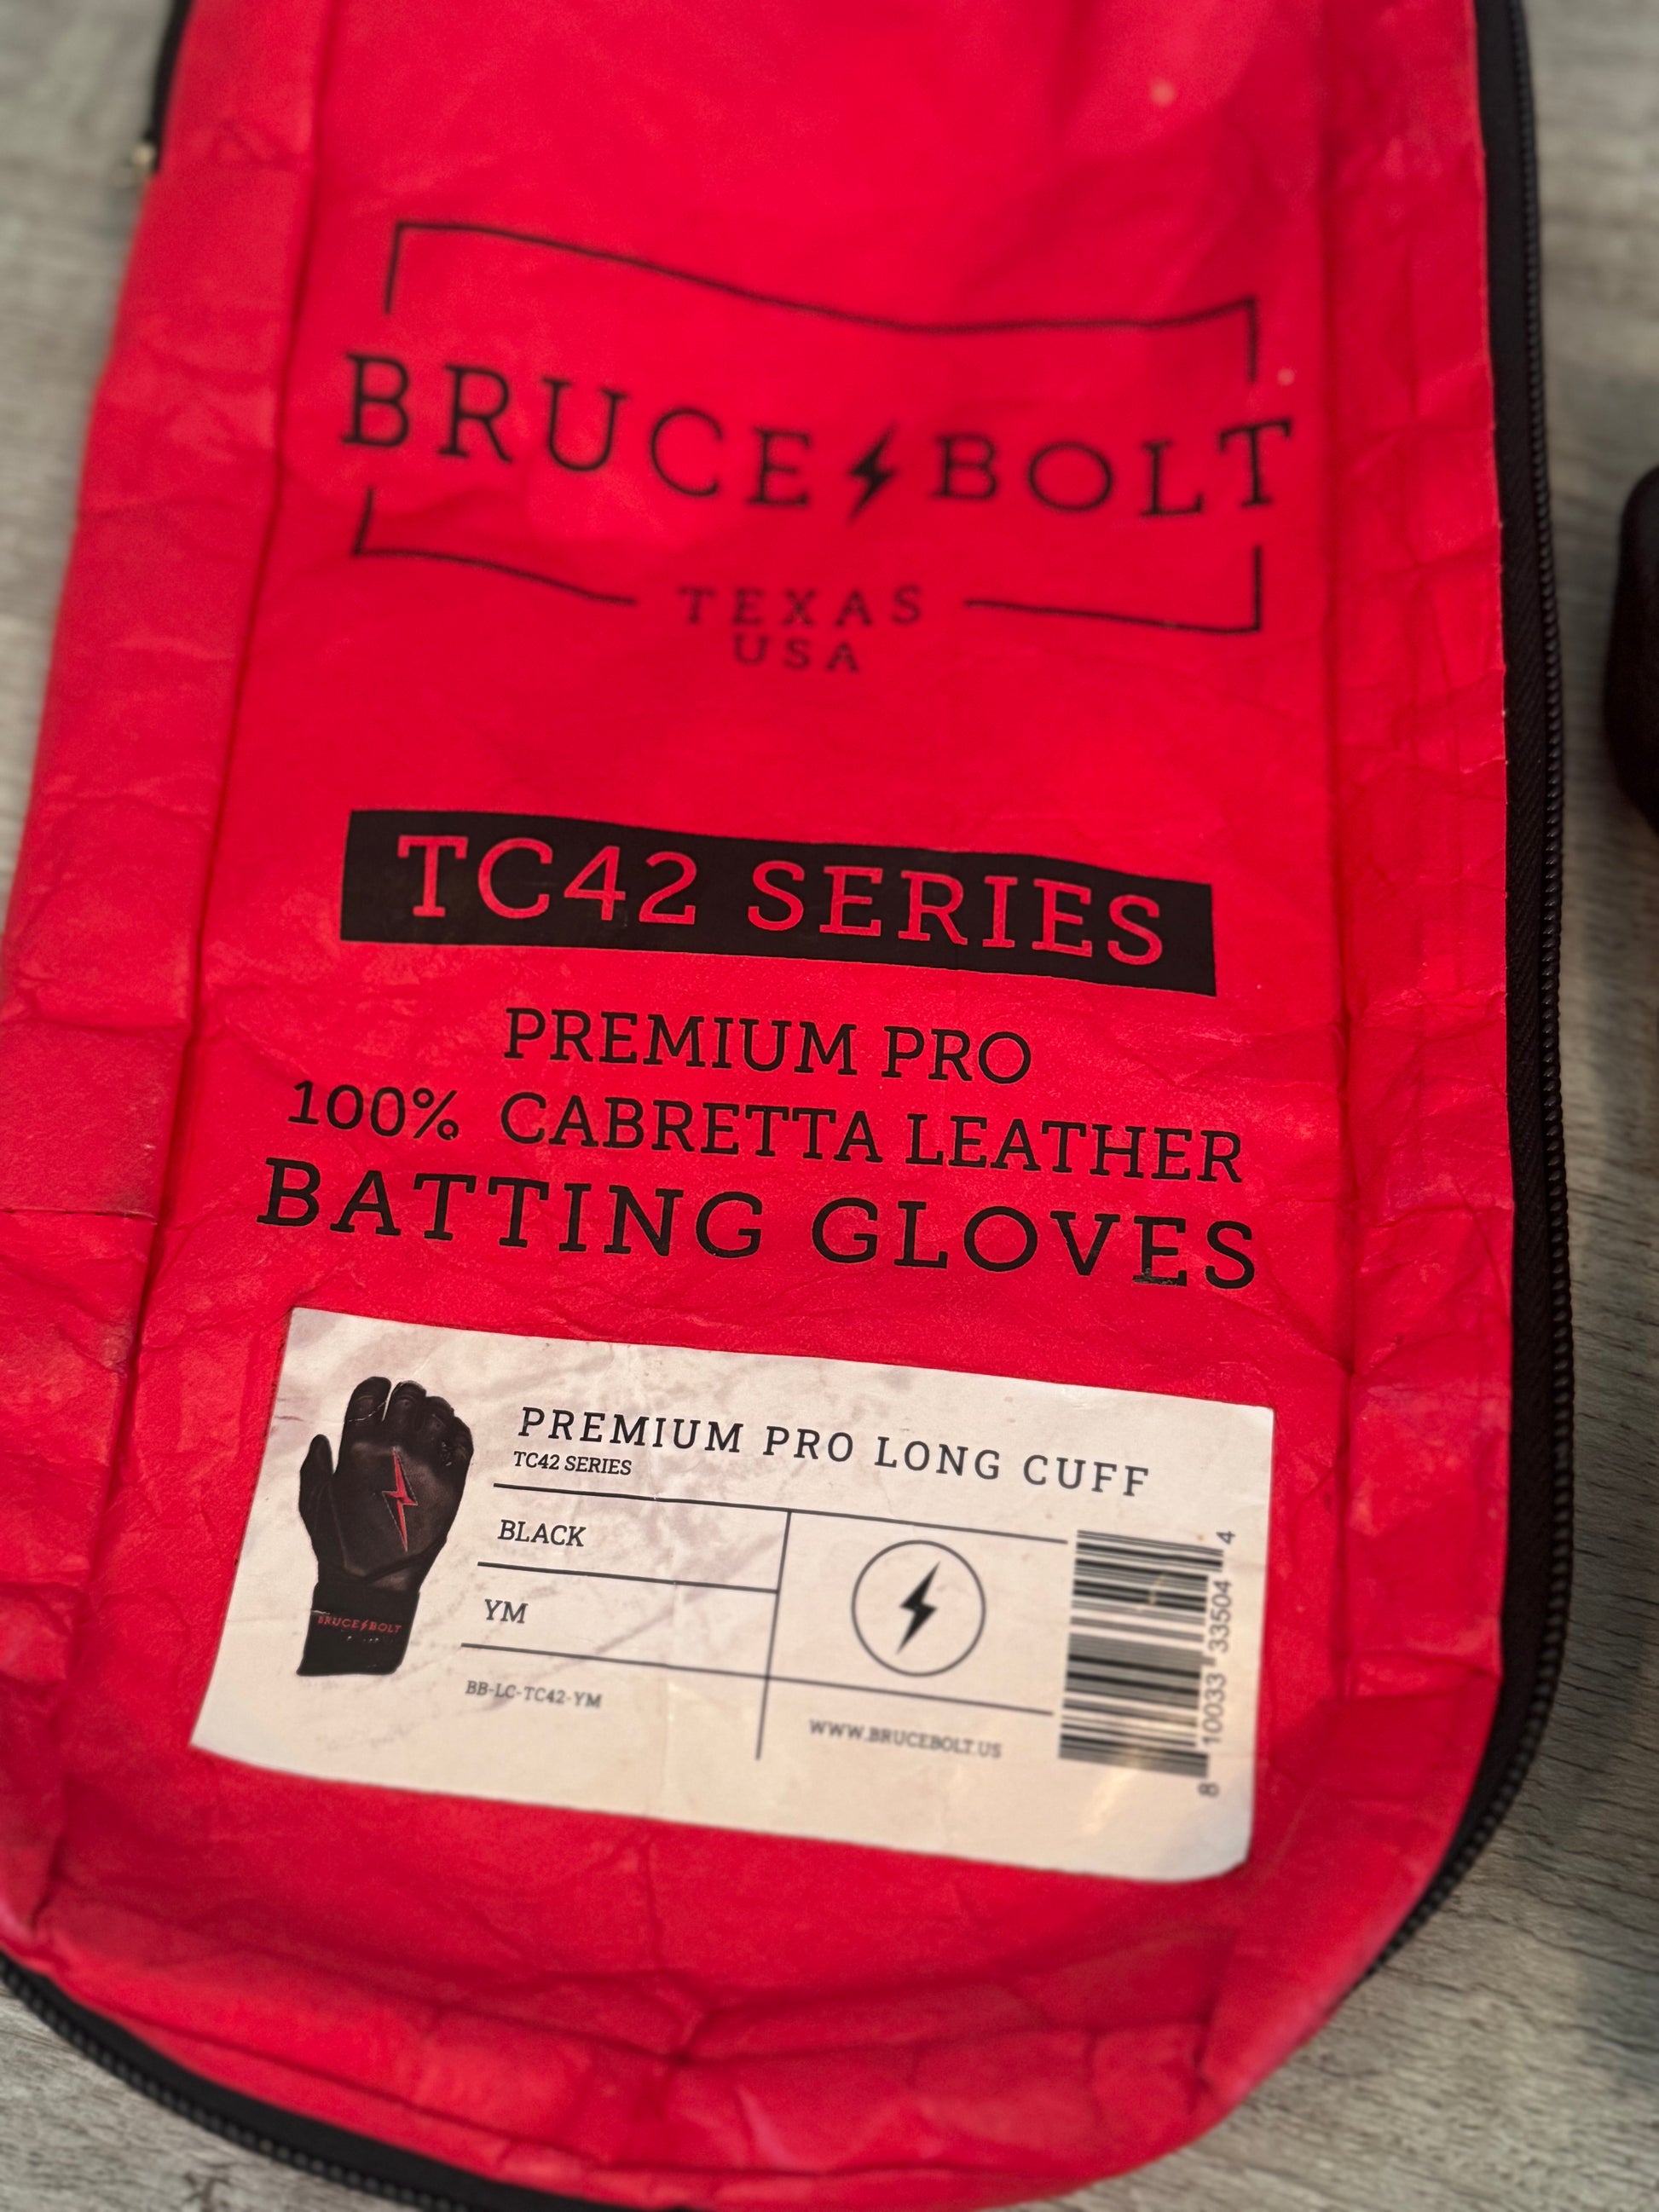 BRUCE BOLT
TEXAS
USA
TC42 SERIES
PREMIUM PRO
100% CABRETTA LEATHER
BATTING GLOVES
PREMIUM PRO LONG CUFF
TC42 SERIES
BLACK
YM
BB-LC-TC42-YM
BRUCE BOLT
WWW.BRUCEBOLT.US
8 10033 33504 4